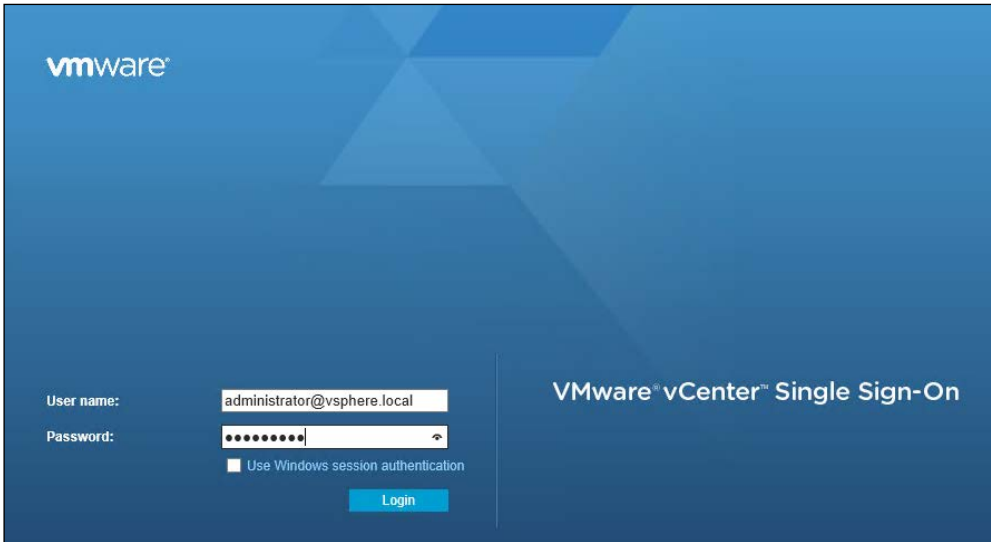 vmware®
User name:
administrator@vsphere.local
VMware® vCenter™ Single Sign-On
Password:
●●●●●●●●●
Use Windows session authentication
Login